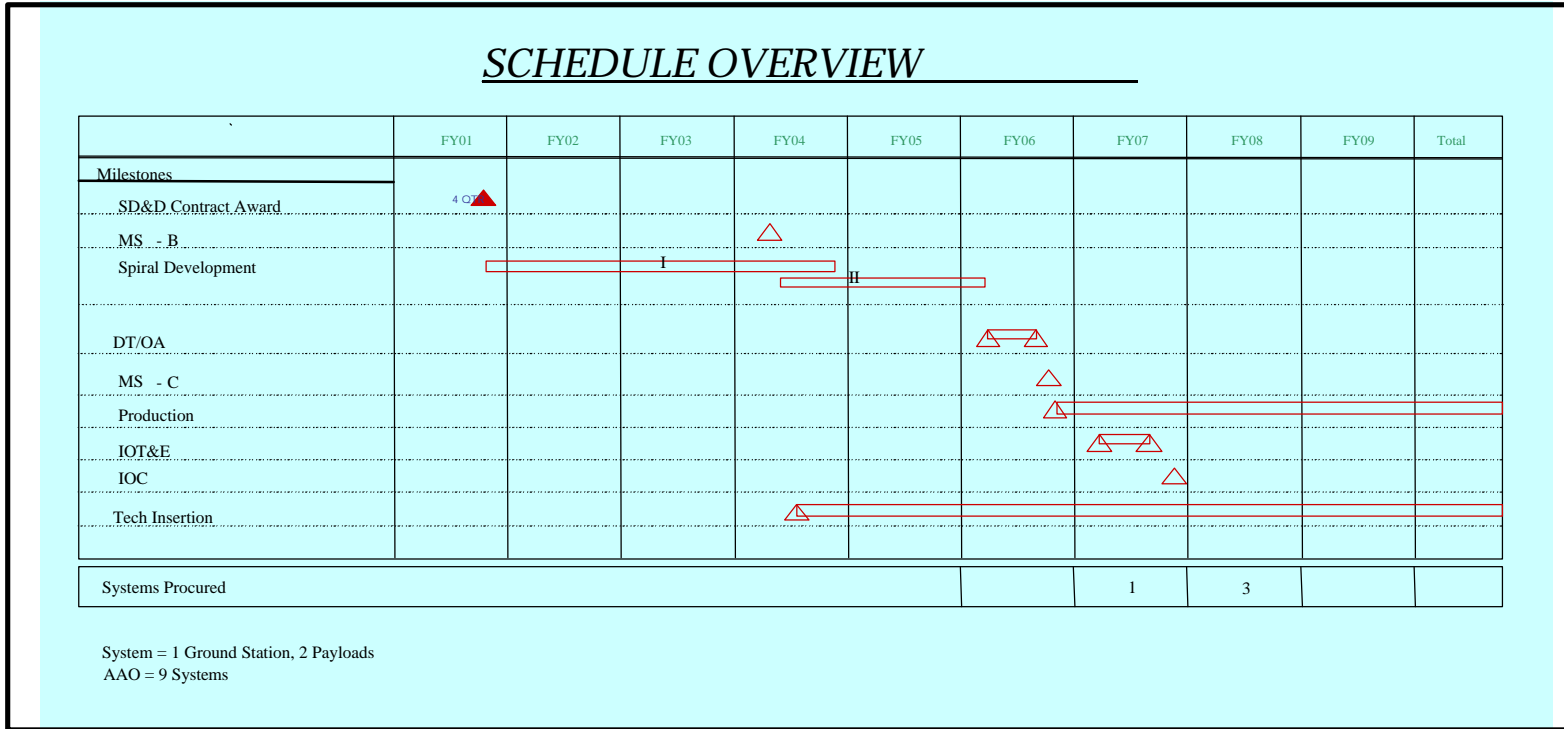 SCHEDULE OVERVIEW
`
FY01 FY02 FY03 FY04 FY05 FY06 FY07 FY08 FY09 Total
Milestones
SD&D Contract Award 4 QT
MS - B
Spiral Development I
II
DT/OA
MS - C
Production
IOT&E
IOC
Tech Insertion
Systems Procured 1 3
System = 1 Ground Station, 2 Payloads
AAO = 9 Systems